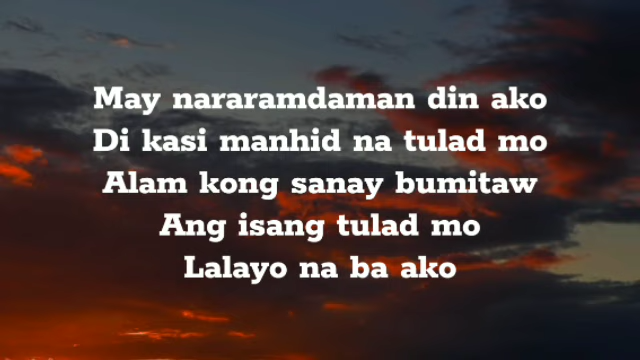 May nararamdaman din ako
Di kasi manhid na tulad mo
Alam kong sanay bumitaw
Ang isang tulad mo
Lalayo na ba ako